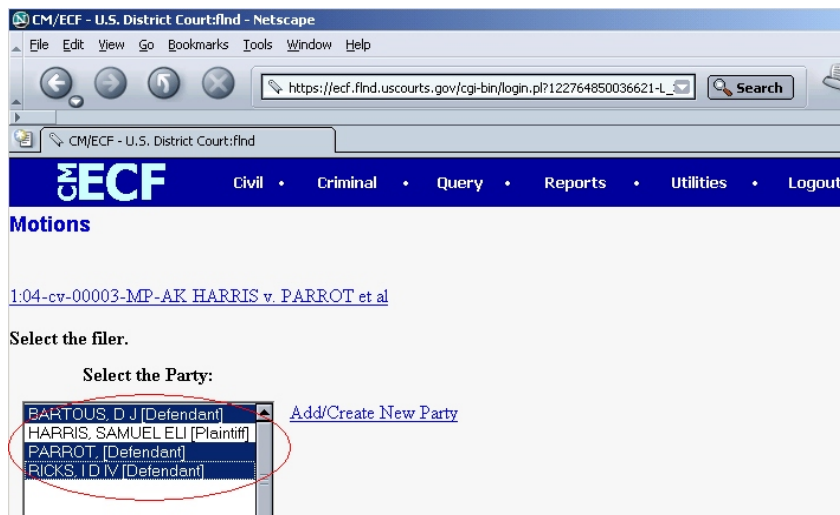 CM/ECF - U.S. District Court:flnd - Netscape
File Edit View Go Bookmarks Tools Window Help
https://ecf.flnd.uscourts.gov/cgi-bin/login.pl?122764850036621-L_ Search
CM/ECF - U.S. District Court:flnd
CM ECF Civil • Criminal • Query • Reports • Utilities • Logout
Motions
1:04-cv-00003-MP-AK HARRIS v. PARROT et al
Select the filer.
Select the Party:
BARTOUS, D J [Defendant] Add/Create New Party
HARRIS, SAMUEL ELI [Plaintiff]
PARROT, [Defendant]
RICKS, I D IV [Defendant]